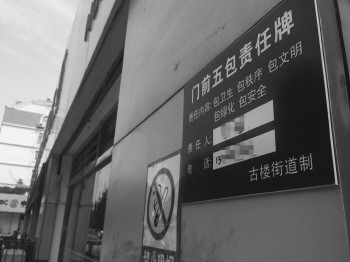 门前五包责任牌
责任内容：包卫生 包秩序 包文明
包绿化 包安全
责任人：
电话：
古楼街道制